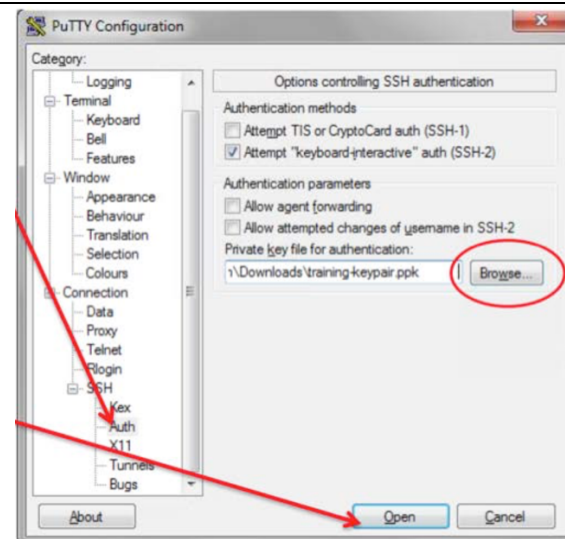 PuTTY Configuration
Category:
Logging
Terminal
Keyboard
Bell
Features
Window
Appearance
Behaviour
Translation
Selection
Colours
Connection
Data
Proxy
Telnet
Rlogin
SSH
Kex
Auth
X11
Tunnels
Bugs
Options controlling SSH authentication
Authentication methods
Attempt TIS or CryptoCard auth (SSH-1)
Attempt "keyboard-interactive" auth (SSH-2)
Authentication parameters
Allow agent forwarding
Allow attempted changes of username in SSH-2
Private key file for authentication:
\Downloads\training-keypair.ppk
Browse...
About
Open
Cancel